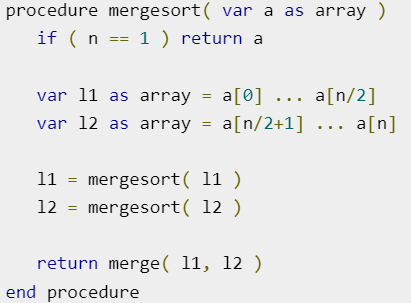 procedure mergesort( var a as array )
if ( n == 1 ) return a
var l1 as array = a[0] ... a[n/2]
var l2 as array = a[n/2+1] ... a[n]
l1 = mergesort( l1 )
l2 = mergesort( l2 )
return merge( l1, l2 )
end procedure